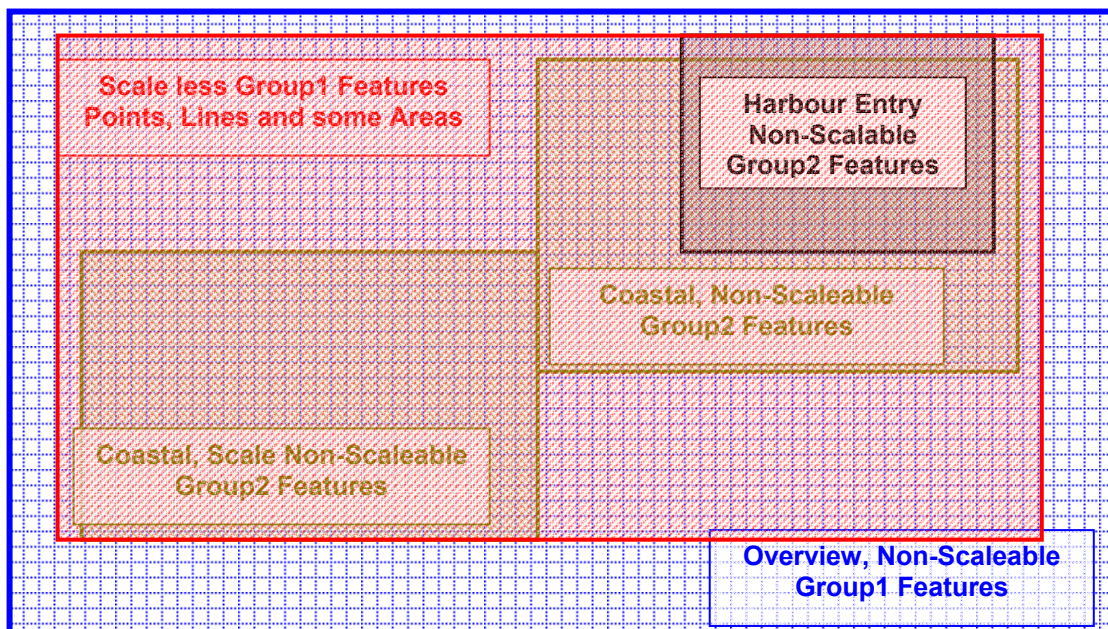 Scale less Group1 Features
Points, Lines and some Areas
Harbour Entry
Non-Scalable
Group2 Features
Coastal, Non-Scaleable
Group2 Features
Coastal, Scale Non-Scaleable
Group2 Features
Overview, Non-Scaleable
Group1 Features